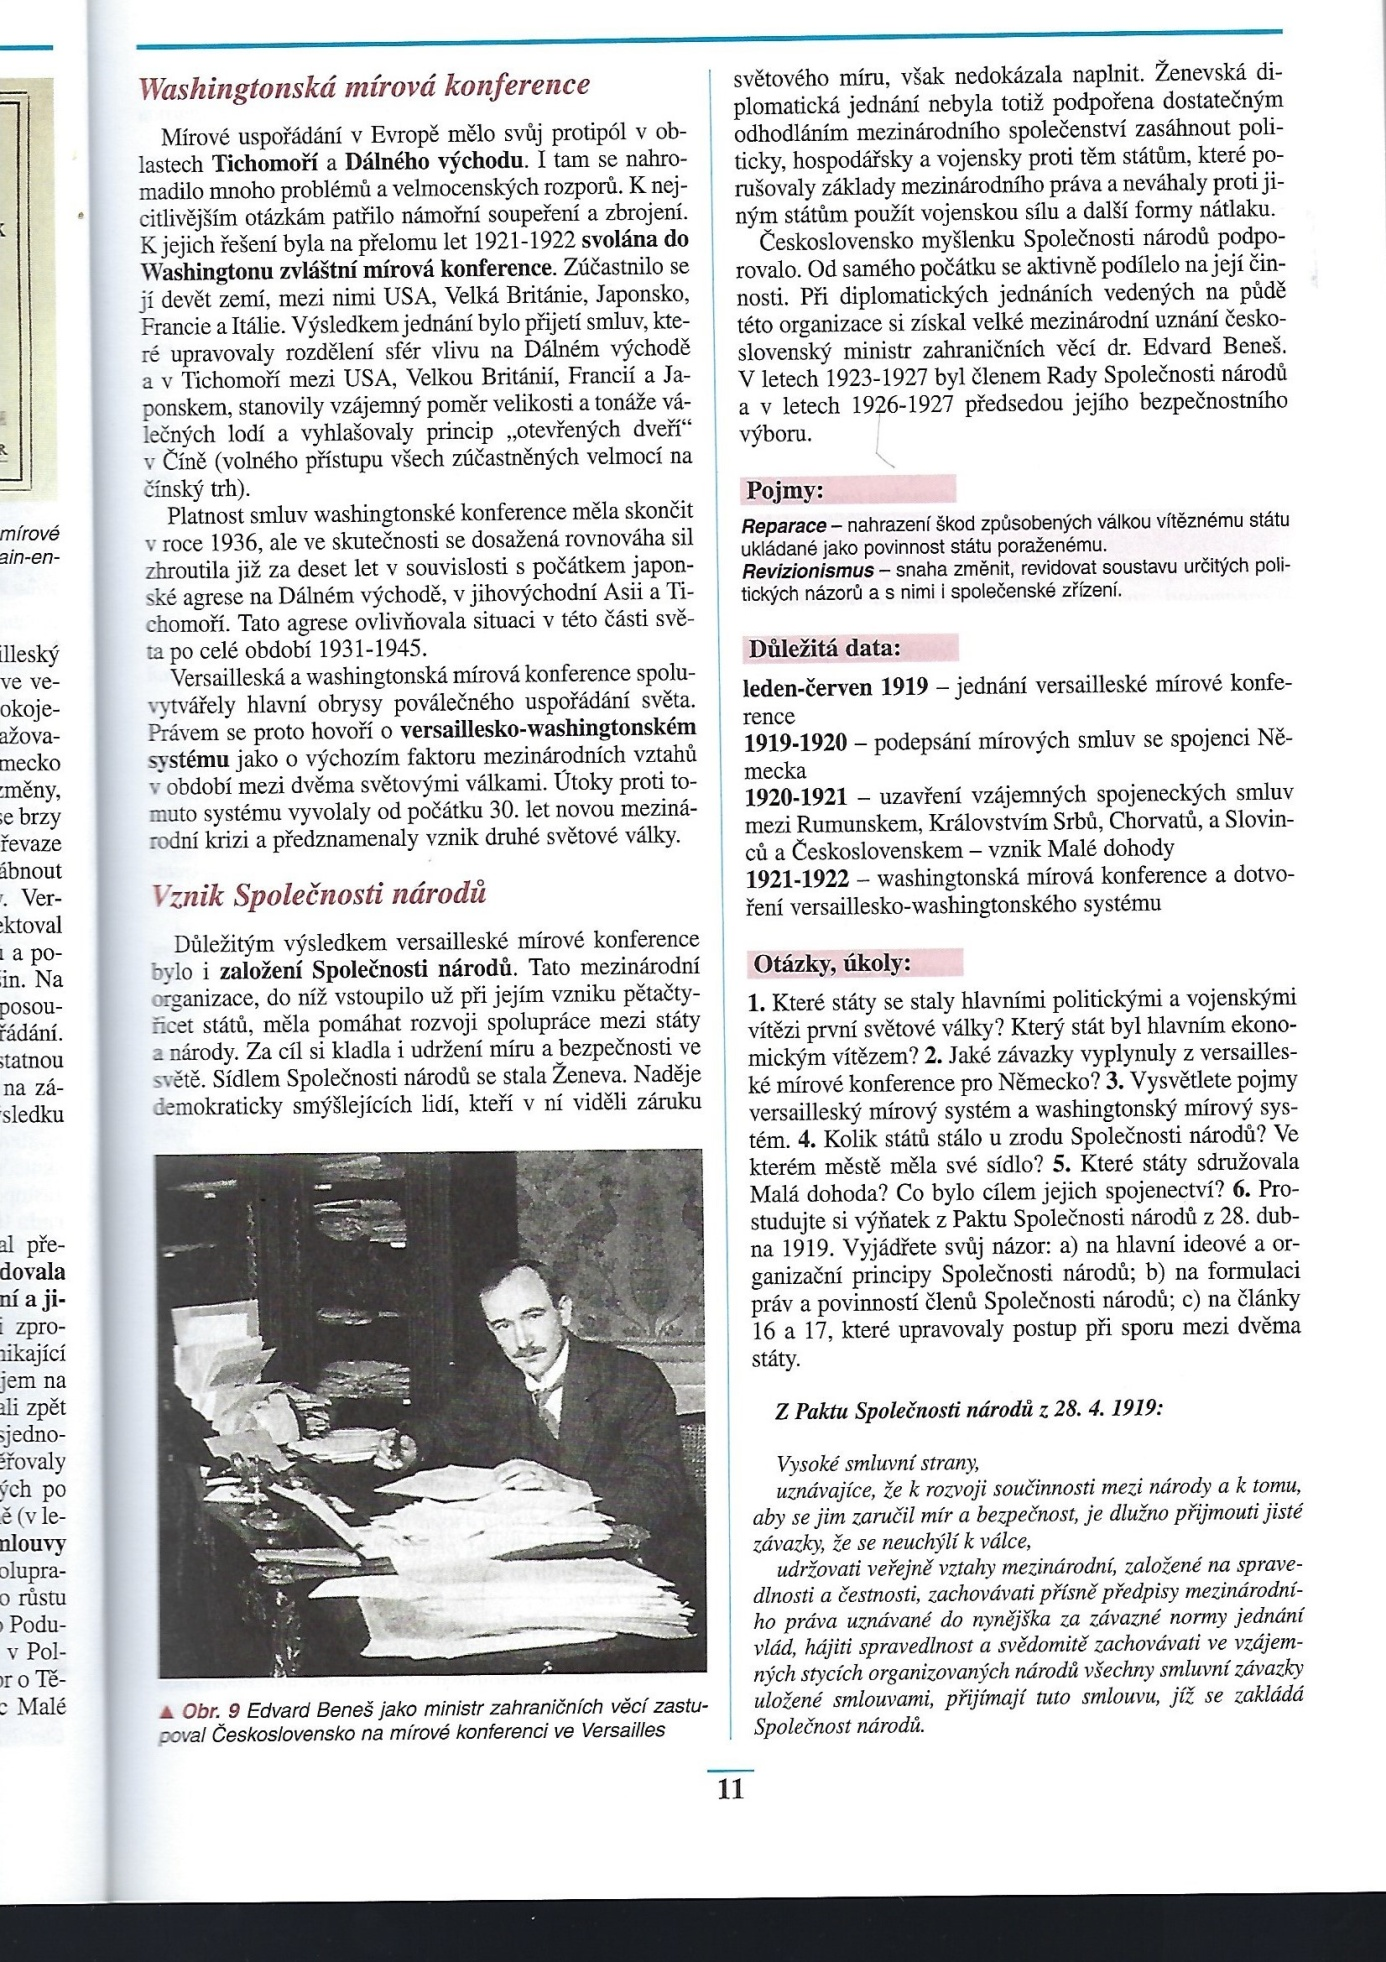 Washingtonská mírová konference
Mírové uspořádání v Evropě mělo svůj protipól v ob-
lastech Tichomoří a Dálného východu. I tam se nahro-
madilo mnoho problémů a velmocenských rozporů. K nej-
citlivějším otázkám patřilo námořní soupeření a zbrojení.
K jejich řešení byla na přelomu let 1921-1922 svolána do
Washingtonu zvláštní mírová konference. Zúčastnilo se
jí devět zemí, mezi nimi USA, Velká Británie, Japonsko,
Francie a Itálie. Výsledkem jednání bylo přijetí smluv, kte-
ré upravovaly rozdělení sfér vlivu na Dálném východě
a v Tichomoří mezi USA, Velkou Británií, Francií a Ja-
ponskem, stanovily vzájemný poměr velikosti a tonáže vá-
lečných lodí a vyhlašovaly princip „otevřených dveří“
v Číně (volného přístupu všech zúčastněných velmocí na
čínský trh).
Platnost smluv washingtonské konference měla skončit
v roce 1936, ale ve skutečnosti se dosažená rovnováha sil
zhroutila již za deset let v souvislosti s počátkem japon-
ské agrese na Dálném východě, v jihovýchodní Asii a Ti-
chomoří. Tato agrese ovlivňovala situaci v této části svě-
ta po celé období 1931-1945.
Versailleská a washingtonská mírová konference spolu-
vytvářely hlavní obrysy poválečného uspořádání světa.
Právem se proto hovoří o versaillesko-washingtonském
systému jako o výchozím faktoru mezinárodních vztahů
v období mezi dvěma světovými válkami. Útoky proti to-
muto systému vyvolaly od počátku 30. let novou meziná-
rodní krizi a předznamenaly vznik druhé světové války.
Vznik Společnosti národů
Důležitým výsledkem versailleské mírové konference
bylo i založení Společnosti národů. Tato mezinárodní
organizace, do níž vstoupilo už při jejím vzniku pětačty-
řicet států, měla pomáhat rozvoji spolupráce mezi státy
a národy. Za cíl si kladla i udržení míru a bezpečnosti ve
světě. Sídlem Společnosti národů se stala Ženeva. Naděje
demokraticky smýšlejících lidí, kteří v ní viděli záruku
▲ Obr. 9 Edvard Beneš jako ministr zahraničních věcí zastu-
poval Československo na mírové konferenci ve Versailles
světového míru, však nedokázala naplnit. Ženevská di-
plomatická jednání nebyla totiž podpořena dostatečným
odhodláním mezinárodního společenství zasáhnout poli-
ticky, hospodářsky a vojensky proti těm státům, které po-
rušovaly základy mezinárodního práva a neváhaly proti ji-
ným státům použít vojenskou sílu a další formy nátlaku.
Československo myšlenku Společnosti národů podpo-
rovalo. Od samého počátku se aktivně podílelo na její čin-
nosti. Při diplomatických jednáních vedených na půdě
této organizace si získal velké mezinárodní uznání česko-
slovenský ministr zahraničních věcí dr. Edvard Beneš.
V letech 1923-1927 byl členem Rady Společnosti národů
a v letech 1926-1927 předsedou jejího bezpečnostního
výboru.
Pojmy:
Reparace – nahrazení škod způsobených válkou vítěznému státu
ukládané jako povinnost státu poraženému.
Revizionismus – snaha změnit, revidovat soustavu určitých poli-
tických názorů a s nimi i společenské zřízení.
Důležitá data:
leden-červen 1919 – jednání versailleské mírové konfe-
rence
1919-1920 – podepsání mírových smluv se spojenci Ně-
mecka
1920-1921 – uzavření vzájemných spojeneckých smluv
mezi Rumunskem, Královstvím Srbů, Chorvatů, a Slovin-
ců a Československem – vznik Malé dohody
1921-1922 – washingtonská mírová konference a dotvo-
ření versaillesko-washingtonského systému
Otázky, úkoly:
1. Které státy se staly hlavními politickými a vojenskými
vítězi první světové války? Který stát byl hlavním ekono-
mickým vítězem? 2. Jaké závazky vyplynuly z versailles-
ké mírové konference pro Německo? 3. Vysvětlete pojmy
versailleský mírový systém a washingtonský mírový sys-
tém. 4. Kolik států stálo u zrodu Společnosti národů? Ve
kterém městě měla své sídlo? 5. Které státy sdružovala
Malá dohoda? Co bylo cílem jejich spojenectví? 6. Pro-
studujte si výňatek z Paktu Společnosti národů z 28. dub-
na 1919. Vyjádřete svůj názor: a) na hlavní ideové a or-
ganizační principy Společnosti národů; b) na formulaci
práv a povinností členů Společnosti národů; c) na články
16 a 17, které upravovaly postup při sporu mezi dvěma
státy.
Z Paktu Společnosti národů z 28. 4. 1919:
Vysoké smluvní strany,
uznávajíce, že k rozvoji součinnosti mezi národy a k tomu,
aby se jim zaručil mír a bezpečnost, je dlužno přijmouti jisté
závazky, že se neuchýlí k válce,
udržovati veřejně vztahy mezinárodní, založené na sprave-
dlnosti a čestnosti, zachovávati přísně předpisy mezinárodní-
ho práva uznávané do nynějška za závazné normy jednání
vlád, hájiti spravedlnost a svědomitě zachovávati ve vzájem-
ných stycích organizovaných národů všechny smluvní závazky
uložené smlouvami, přijímají tuto smlouvu, jíž se zakládá
Společnost národů.
11